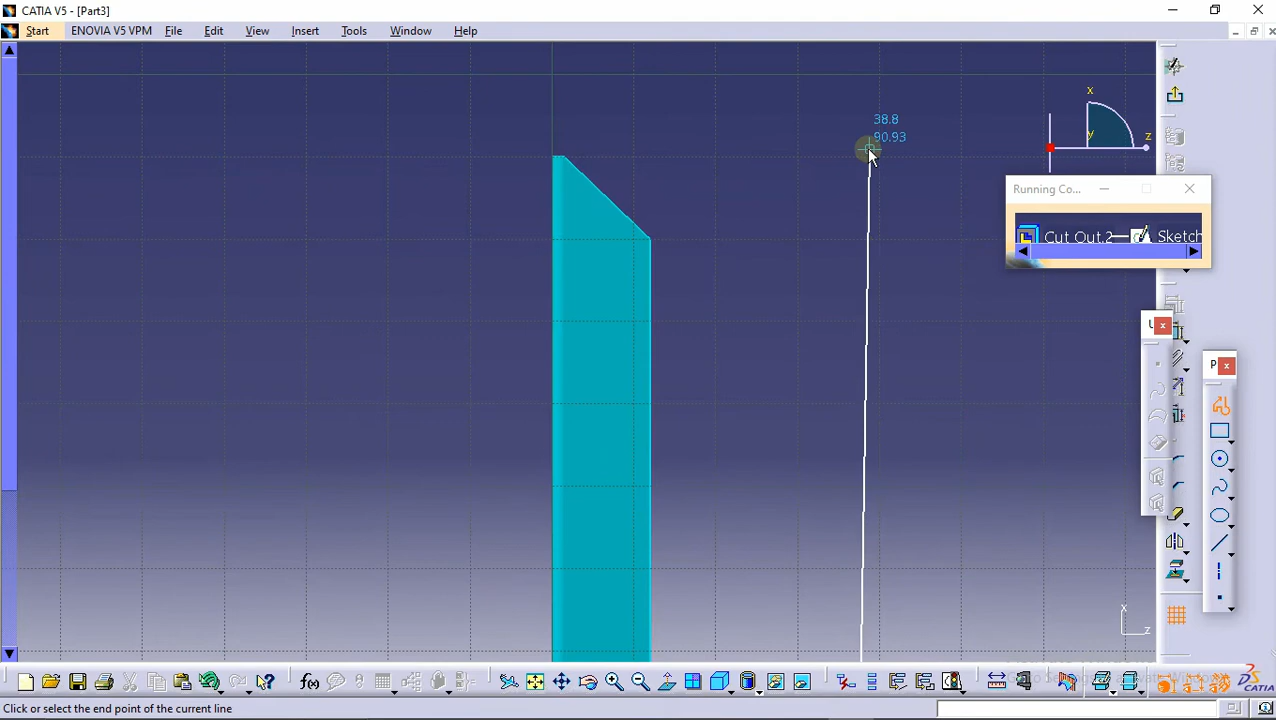 CATIA V5 - [Part3]
Start ENOVIA V5 VPM File Edit View Insert Tools Window Help
38.8
90.93
x
y
z
Running Co...
Cut Out.2 Sketch
P
x
z
Click or select the end point of the current line